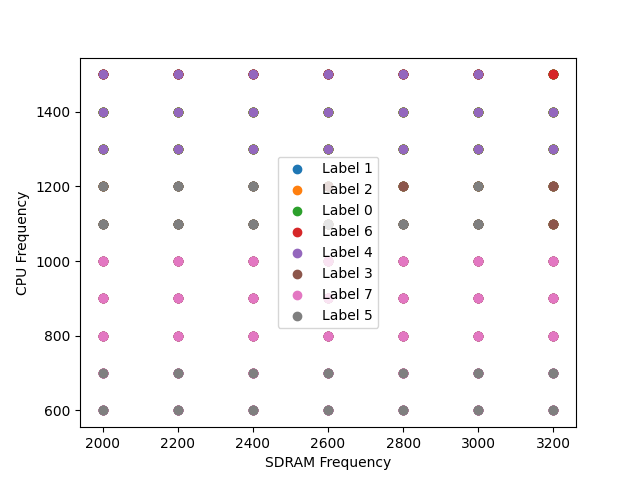 1400
1200
1000
800
600
CPU Frequency
Label 1
Label 2
Label 0
Label 6
Label 4
Label 3
Label 7
Label 5
2000 2200 2400 2600 2800 3000 3200
SDRAM Frequency